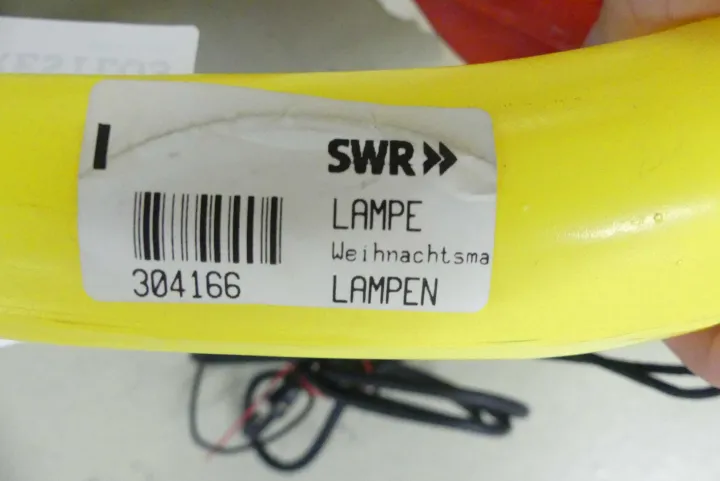 SWR
LAMPE
Weihnachtsma
LAMPEN
304166